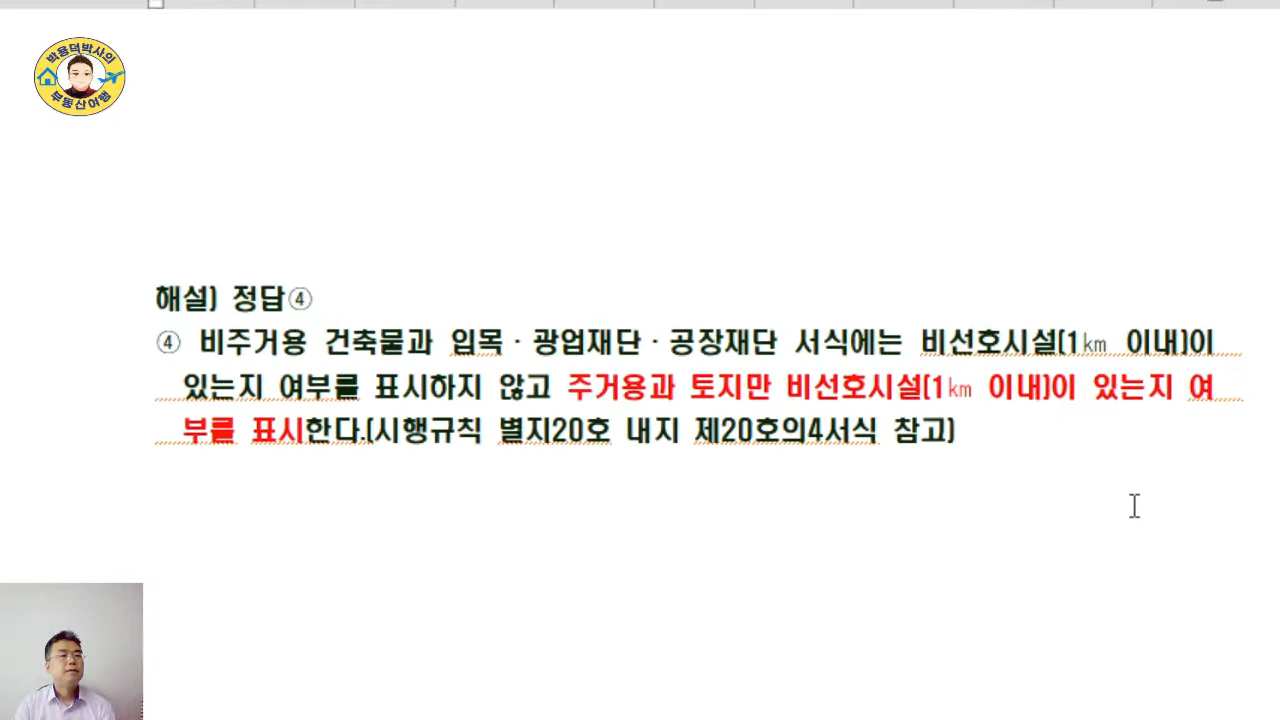 박용덕박사의
부동산여행
해설) 정답④
④ 비주거용 건축물과 입목·광업재단·공장재단 서식에는 비선호시설(1㎞ 이내)이
있는지 여부를 표시하지 않고 주거용과 토지만 비선호시설(1㎞ 이내)이 있는지 여
부를 표시한다.(시행규칙 별지20호 내지 제20호의4서식 참고)